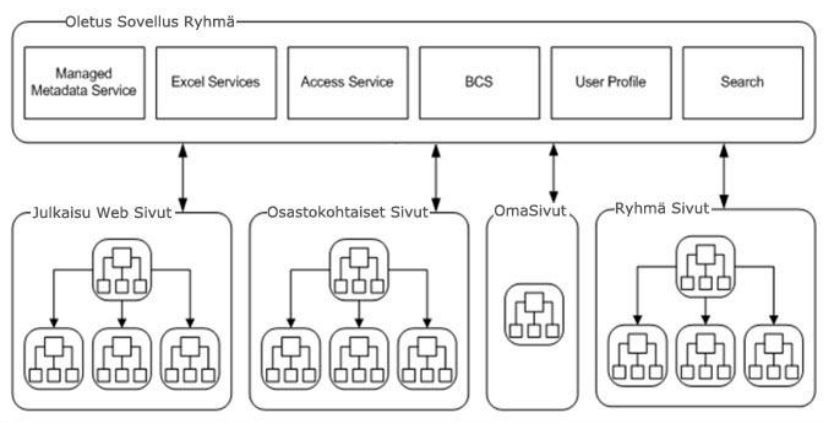 Oletus Sovellus Ryhmä
Managed
Metadata Service
Excel Services
Access Service
BCS
User Profile
Search
Julkaisu Web Sivut
Osastokohtaiset Sivut
OmaSivut
Ryhmä Sivut